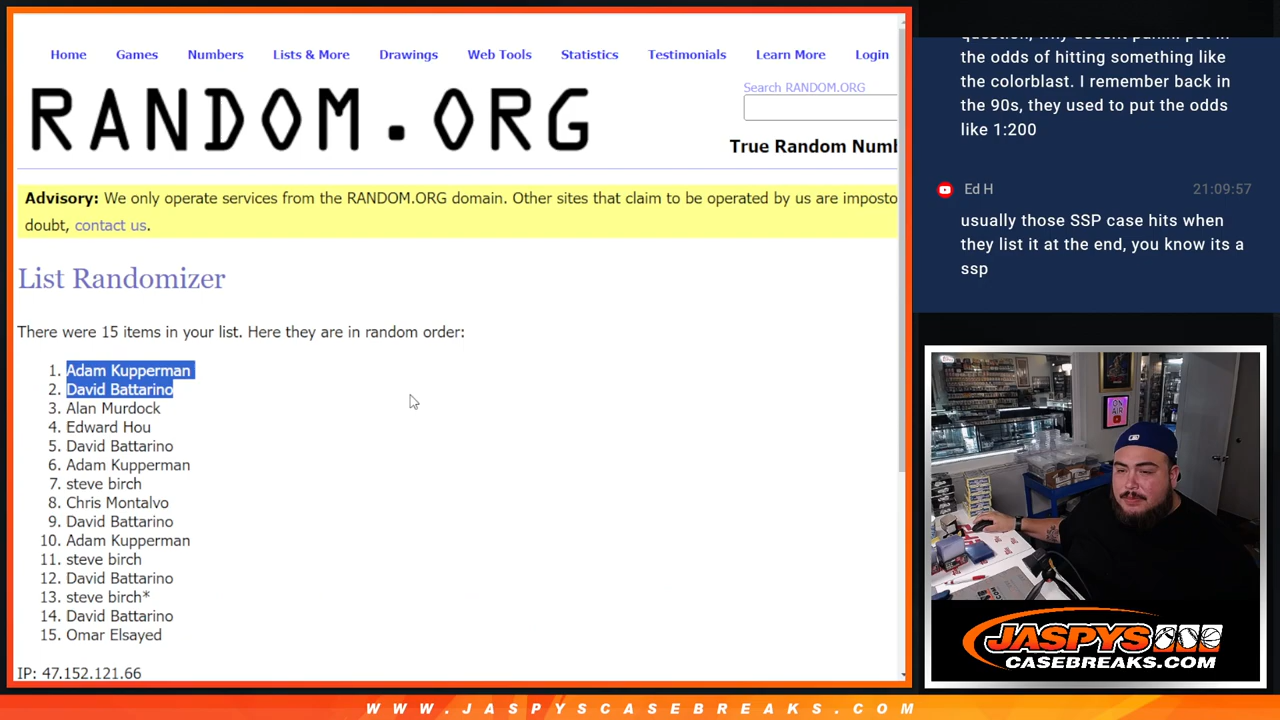 Home Games Numbers Lists & More Drawings Web Tools Statistics Testimonials Learn More Login
RANDOM.ORG
Search RANDOM.ORG
True Random Numb
Advisory: We only operate services from the RANDOM.ORG domain. Other sites that claim to be operated by us are imposto
doubt, contact us.
List Randomizer
There were 15 items in your list. Here they are in random order:
1. Adam Kupperman
2. David Battarino
3. Alan Murdock
4. Edward Hou
5. David Battarino
6. Adam Kupperman
7. steve birch
8. Chris Montalvo
9. David Battarino
10. Adam Kupperman
11. steve birch
12. David Battarino
13. steve birch*
14. David Battarino
15. Omar Elsayed
IP: 47.152.121.66
the odds of hitting something like
the colorblast. I remember back in
the 90s, they used to put the odds
like 1:200
Ed H 21:09:57
usually those SSP case hits when
they list it at the end, you know its a
ssp
ON
AIR
JASPYS
CASEBREAKS.COM
WWW.JASPYSCASEBREAKS.COM